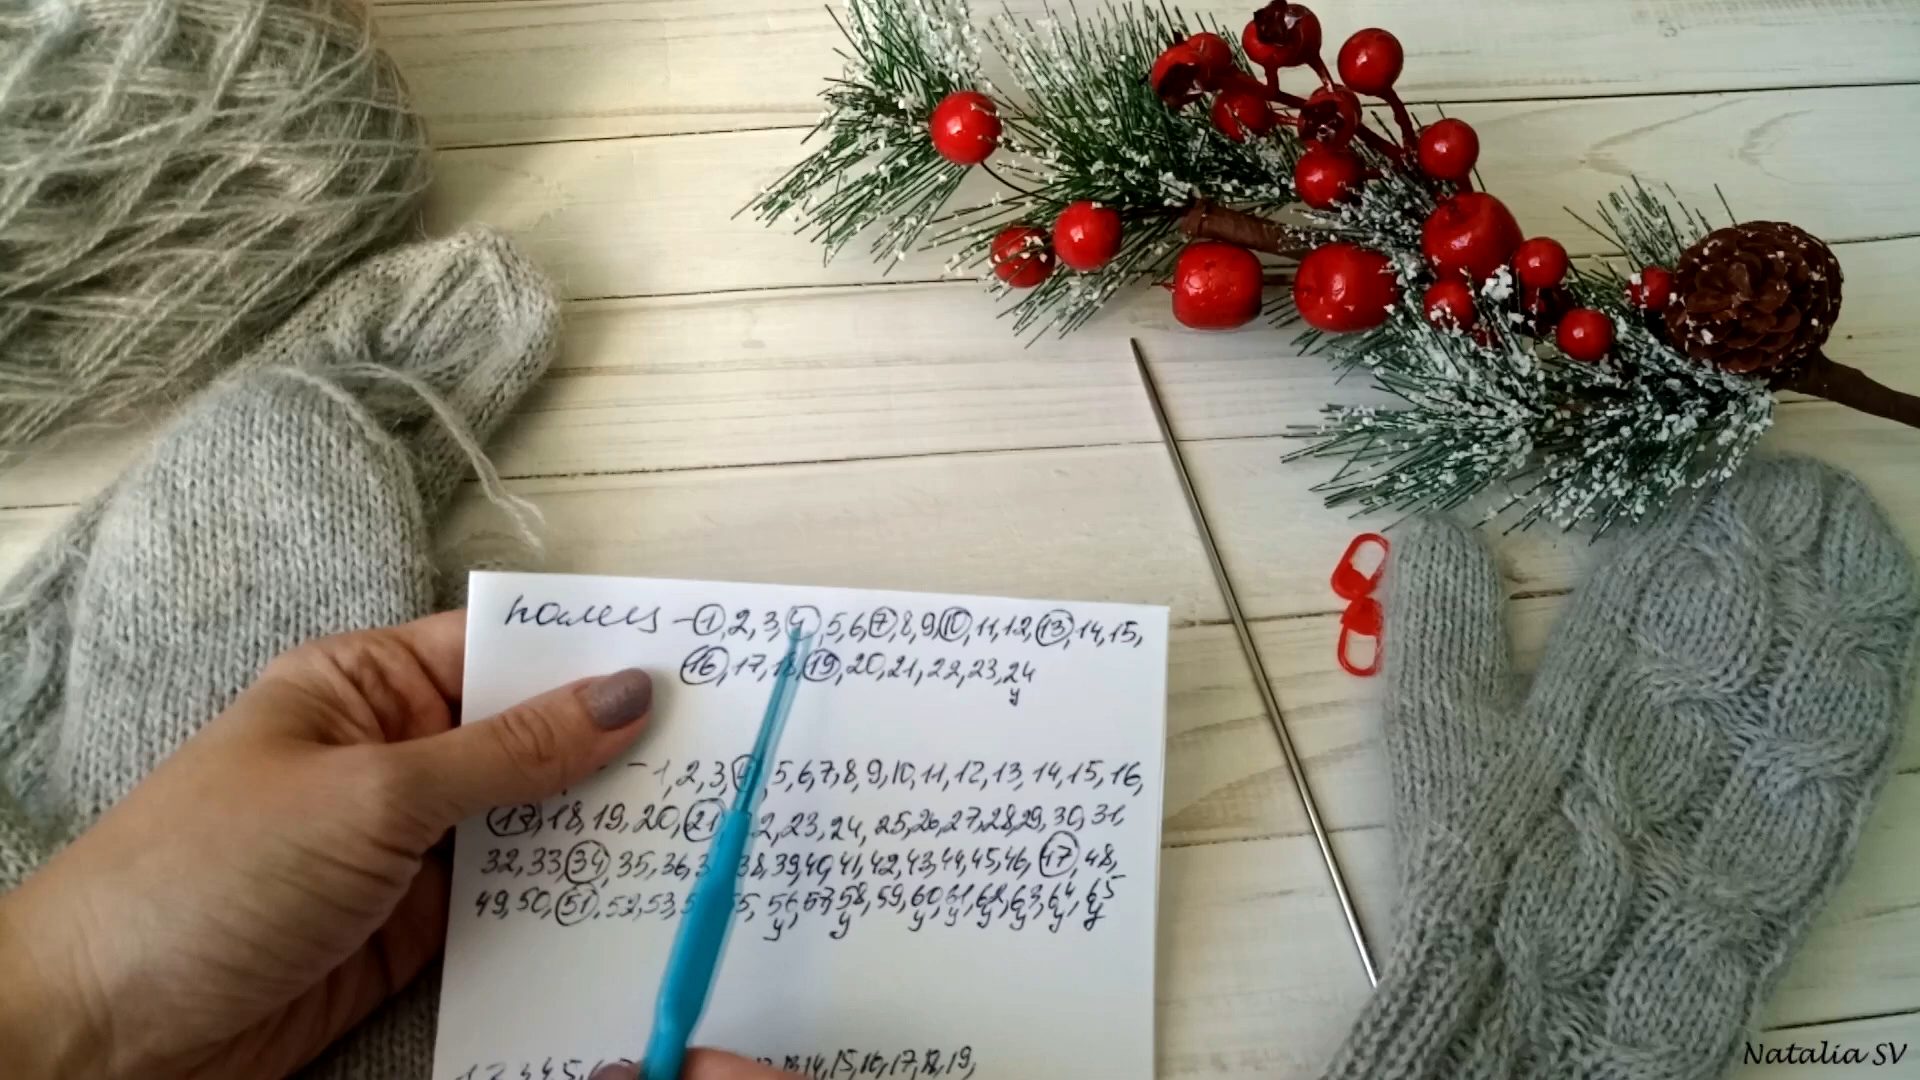 палец - 1, 2, 3, 4, 5, 6, 7, 8, 9, 10, 11, 12, 13, 14, 15,
16, 17, 18, 19, 20, 21, 22, 23, 24
у
- 1, 2, 3, 4, 5, 6, 7, 8, 9, 10, 11, 12, 13, 14, 15, 16,
17, 18, 19, 20, 21, 22, 23, 24, 25, 26, 27, 28, 29, 30, 31,
32, 33, 34, 35, 36, 38, 39, 40, 41, 42, 43, 44, 45, 46, 47, 48,
49, 50, 51, 52, 53, 56, 57, 58, 59, 60, 61, 62, 63, 64, 65
у у у у у у у у
14, 15, 16, 17, 18, 19,
Natalia SV